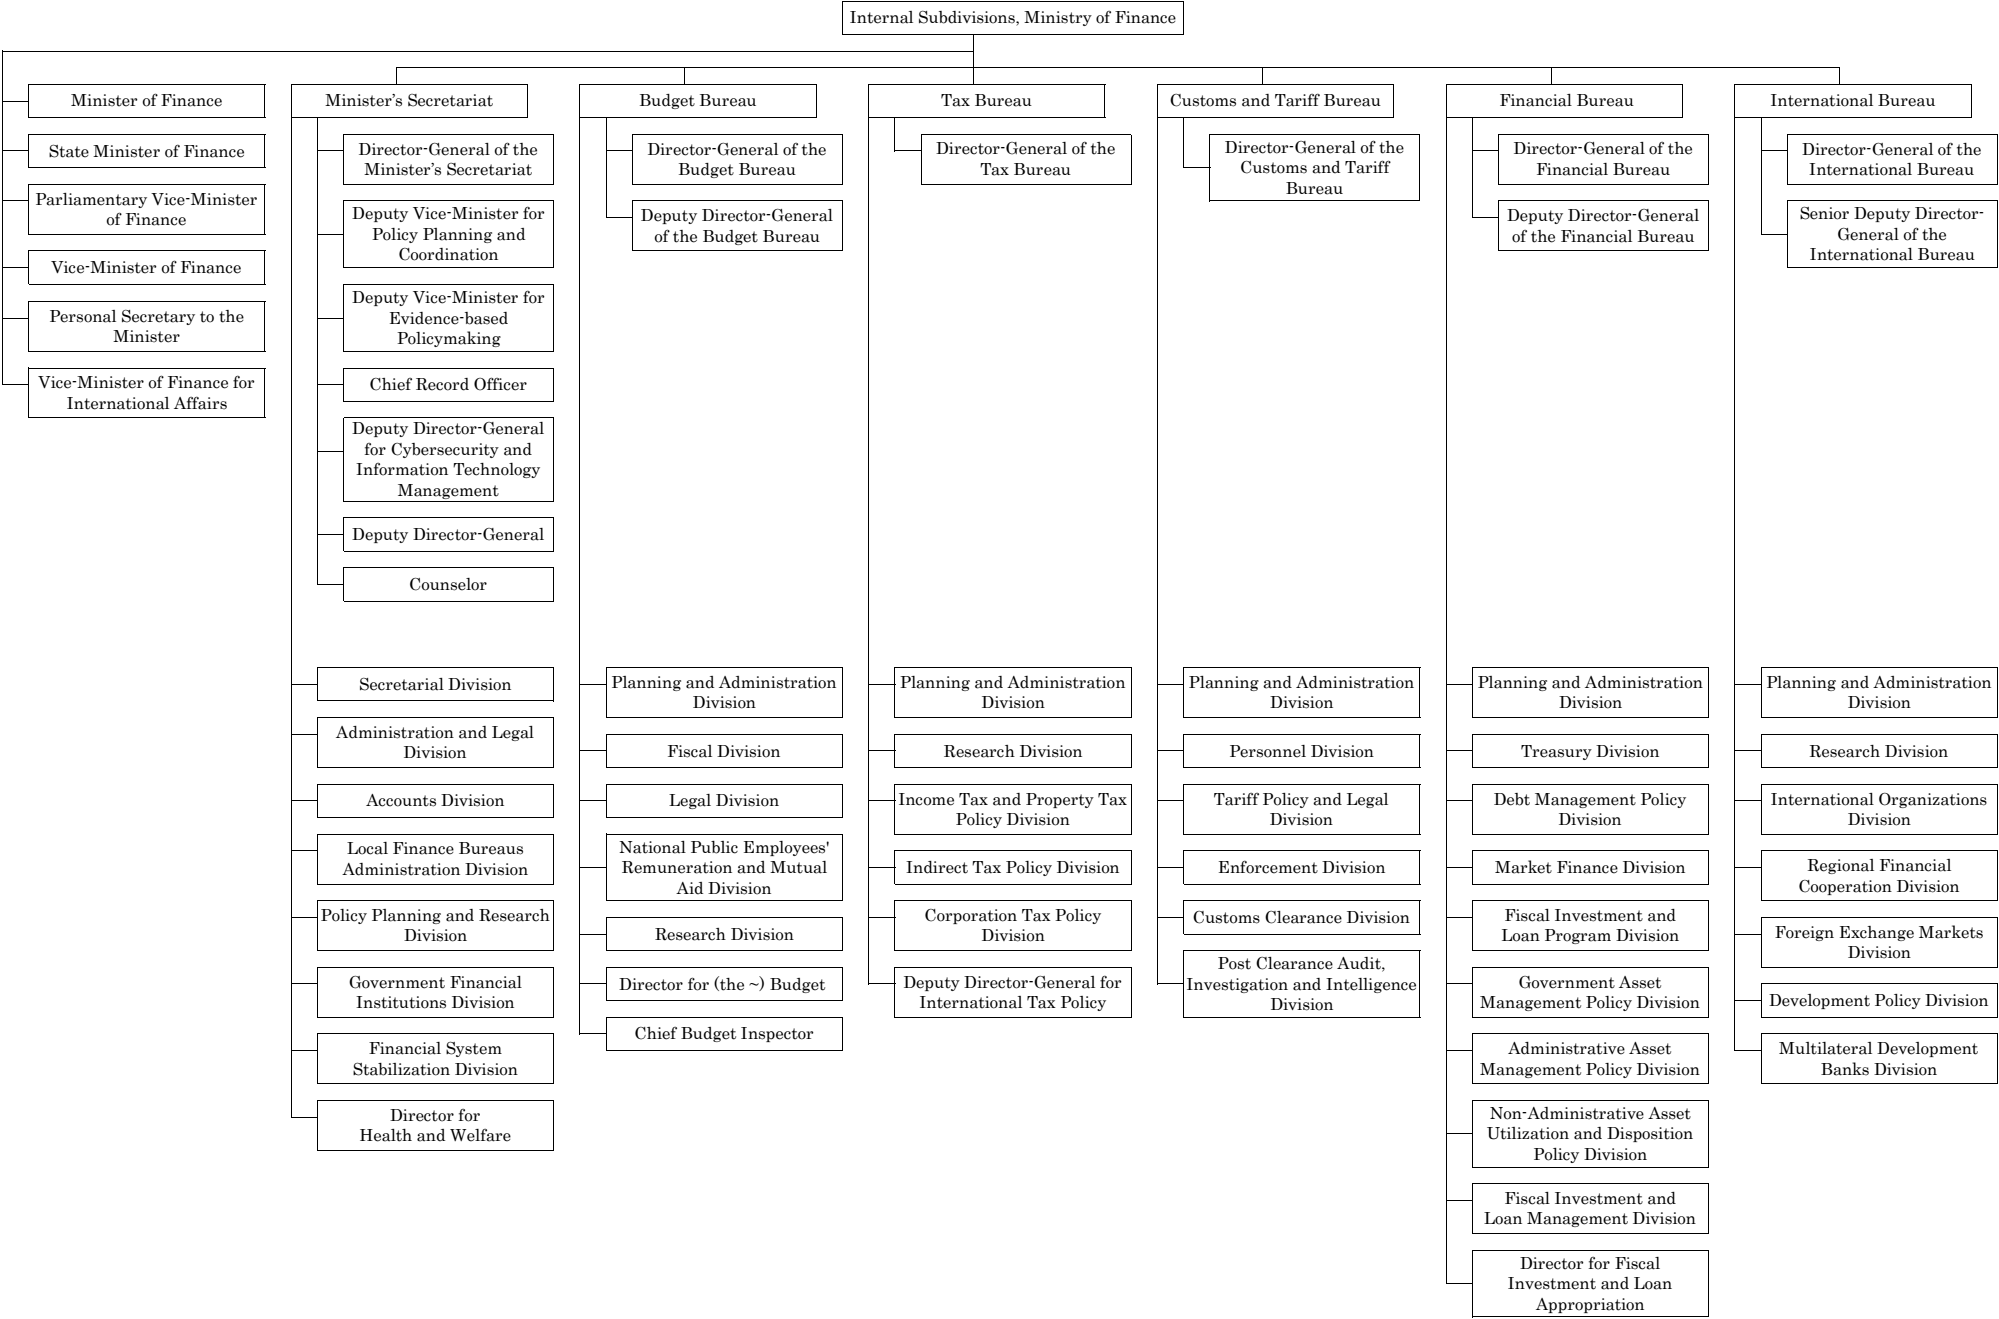 Internal Subdivisions, Ministry of Finance
Minister of Finance
State Minister of Finance
Parliamentary Vice-Minister
of Finance
Vice-Minister of Finance
Personal Secretary to the
Minister
Vice-Minister of Finance for
International Affairs
Minister's Secretariat
Director-General of the
Minister's Secretariat
Deputy Vice-Minister for
Policy Planning and
Coordination
Deputy Vice-Minister for
Evidence-based
Policymaking
Chief Record Officer
Deputy Director-General
for Cybersecurity and
Information Technology
Management
Deputy Director-General
Counselor
Secretarial Division
Administration and Legal
Division
Accounts Division
Local Finance Bureaus
Administration Division
Policy Planning and Research
Division
Government Financial
Institutions Division
Financial System
Stabilization Division
Director for
Health and Welfare
Budget Bureau
Director-General of the
Budget Bureau
Deputy Director-General
of the Budget Bureau
Planning and Administration
Division
Fiscal Division
Legal Division
National Public Employees'
Remuneration and Mutual
Aid Division
Research Division
Director for (the ~) Budget
Chief Budget Inspector
Tax Bureau
Director-General of the
Tax Bureau
Planning and Administration
Division
Research Division
Income Tax and Property Tax
Policy Division
Indirect Tax Policy Division
Corporation Tax Policy
Division
Deputy Director-General for
International Tax Policy
Customs and Tariff Bureau
Director-General of the
Customs and Tariff
Bureau
Planning and Administration
Division
Personnel Division
Tariff Policy and Legal
Division
Enforcement Division
Customs Clearance Division
Post Clearance Audit,
Investigation and Intelligence
Division
Financial Bureau
Director-General of the
Financial Bureau
Deputy Director-General
of the Financial Bureau
Planning and Administration
Division
Treasury Division
Debt Management Policy
Division
Market Finance Division
Fiscal Investment and
Loan Program Division
Government Asset
Management Policy Division
Administrative Asset
Management Policy Division
Non-Administrative Asset
Utilization and Disposition
Policy Division
Fiscal Investment and
Loan Management Division
Director for Fiscal
Investment and Loan
Appropriation
International Bureau
Director-General of the
International Bureau
Senior Deputy Director-
General of the
International Bureau
Planning and Administration
Division
Research Division
International Organizations
Division
Regional Financial
Cooperation Division
Foreign Exchange Markets
Division
Development Policy Division
Multilateral Development
Banks Division